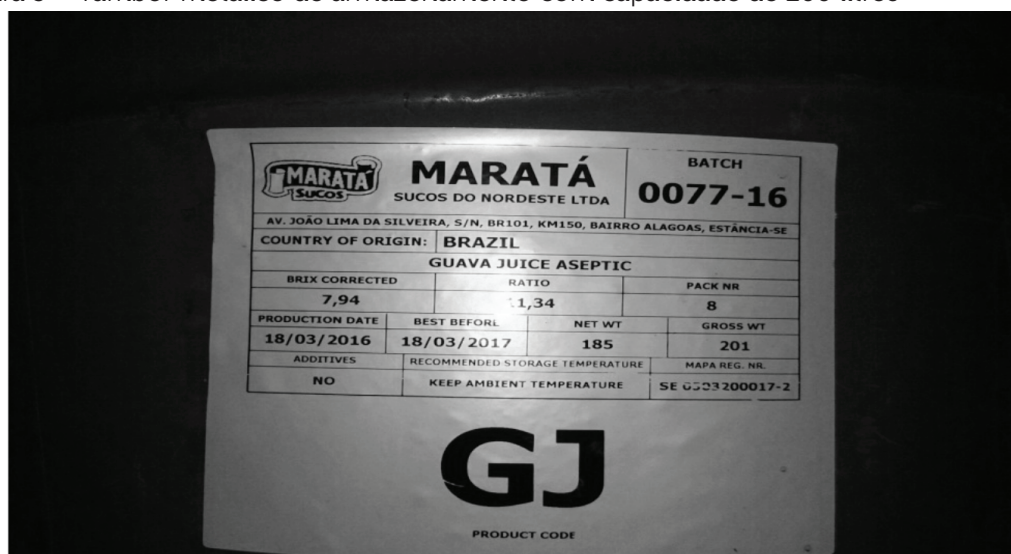 MARATÁ
SUCOS
MARATÁ
SUCOS DO NORDESTE LTDA
BATCH
0077-16
AV. JOÃO LIMA DA SILVEIRA, S/N, BR101, KM150, BAIRRO ALAGOAS, ESTÂNCIA-SE
COUNTRY OF ORIGIN: BRAZIL
GUAVA JUICE ASEPTIC
BRIX CORRECTED RATIO PACK NR
7,94 11,34 8
PRODUCTION DATE BEST BEFORE NET WT GROSS WT
18/03/2016 18/03/2017 185 201
ADDITIVES RECOMMENDED STORAGE TEMPERATURE MAPA REG. NR.
NO KEEP AMBIENT TEMPERATURE SE
GJ
PRODUCT CODE